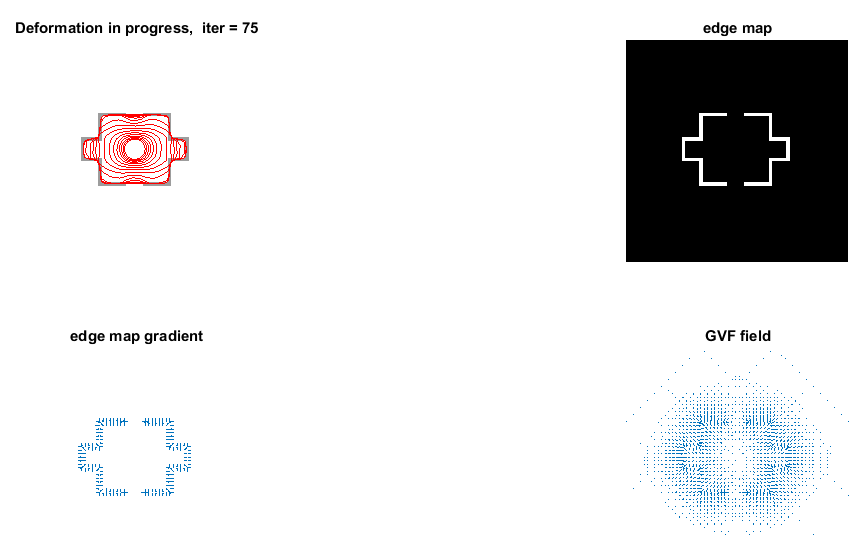 Deformation in progress,  iter = 75
edge map
edge map gradient
GVF field